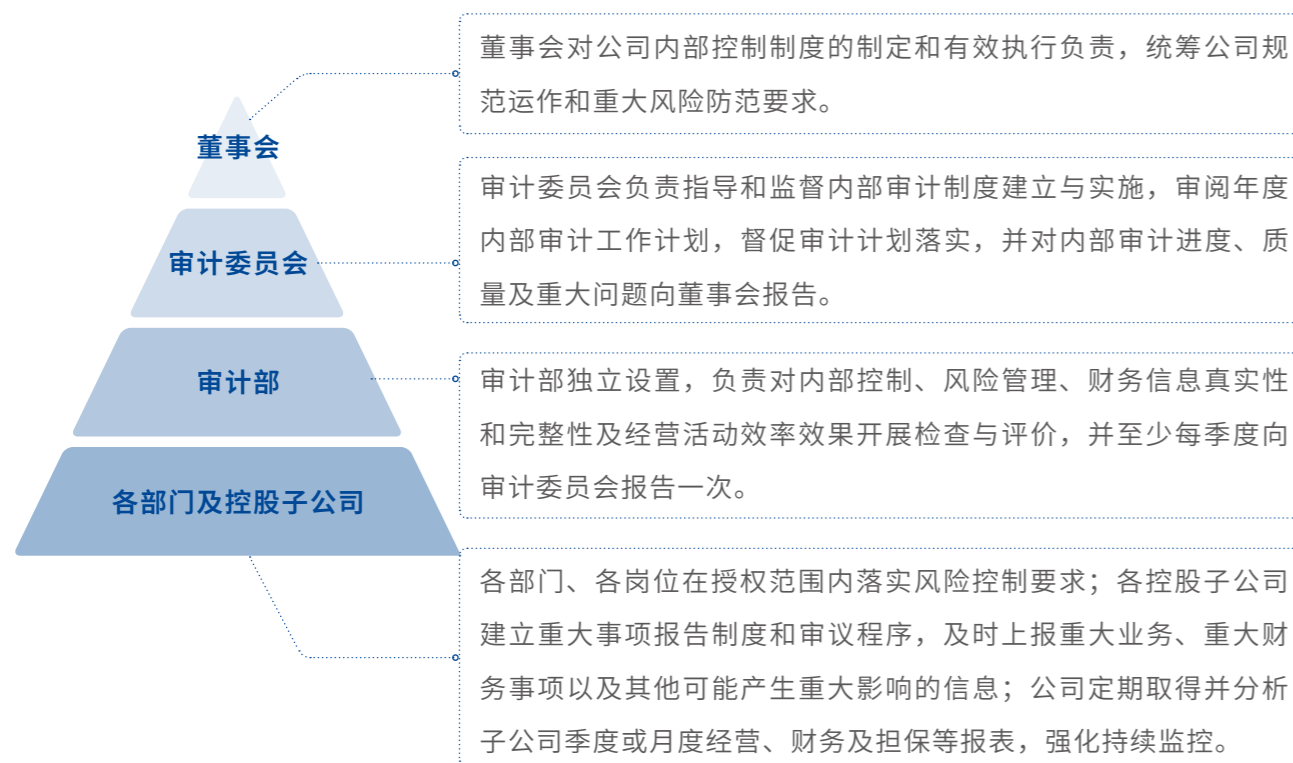 董事会
董事会对公司内部控制制度的制定和有效执行负责，统筹公司规
范运作和重大风险防范要求。
审计委员会
审计委员会负责指导和监督内部审计制度建立与实施，审阅年度
内部审计工作计划，督促审计计划落实，并对内部审计进度、质
量及重大问题向董事会报告。
审计部
审计部独立设置，负责对内部控制、风险管理、财务信息真实性
和完整性及经营活动效率效果开展检查与评价，并至少每季度向
审计委员会报告一次。
各部门及控股子公司
各部门、各岗位在授权范围内落实风险控制要求；各控股子公司
建立重大事项报告制度和审议程序，及时上报重大业务、重大财
务事项以及其他可能产生重大影响的信息；公司定期取得并分析
子公司季度或月度经营、财务及担保等报表，强化持续监控。